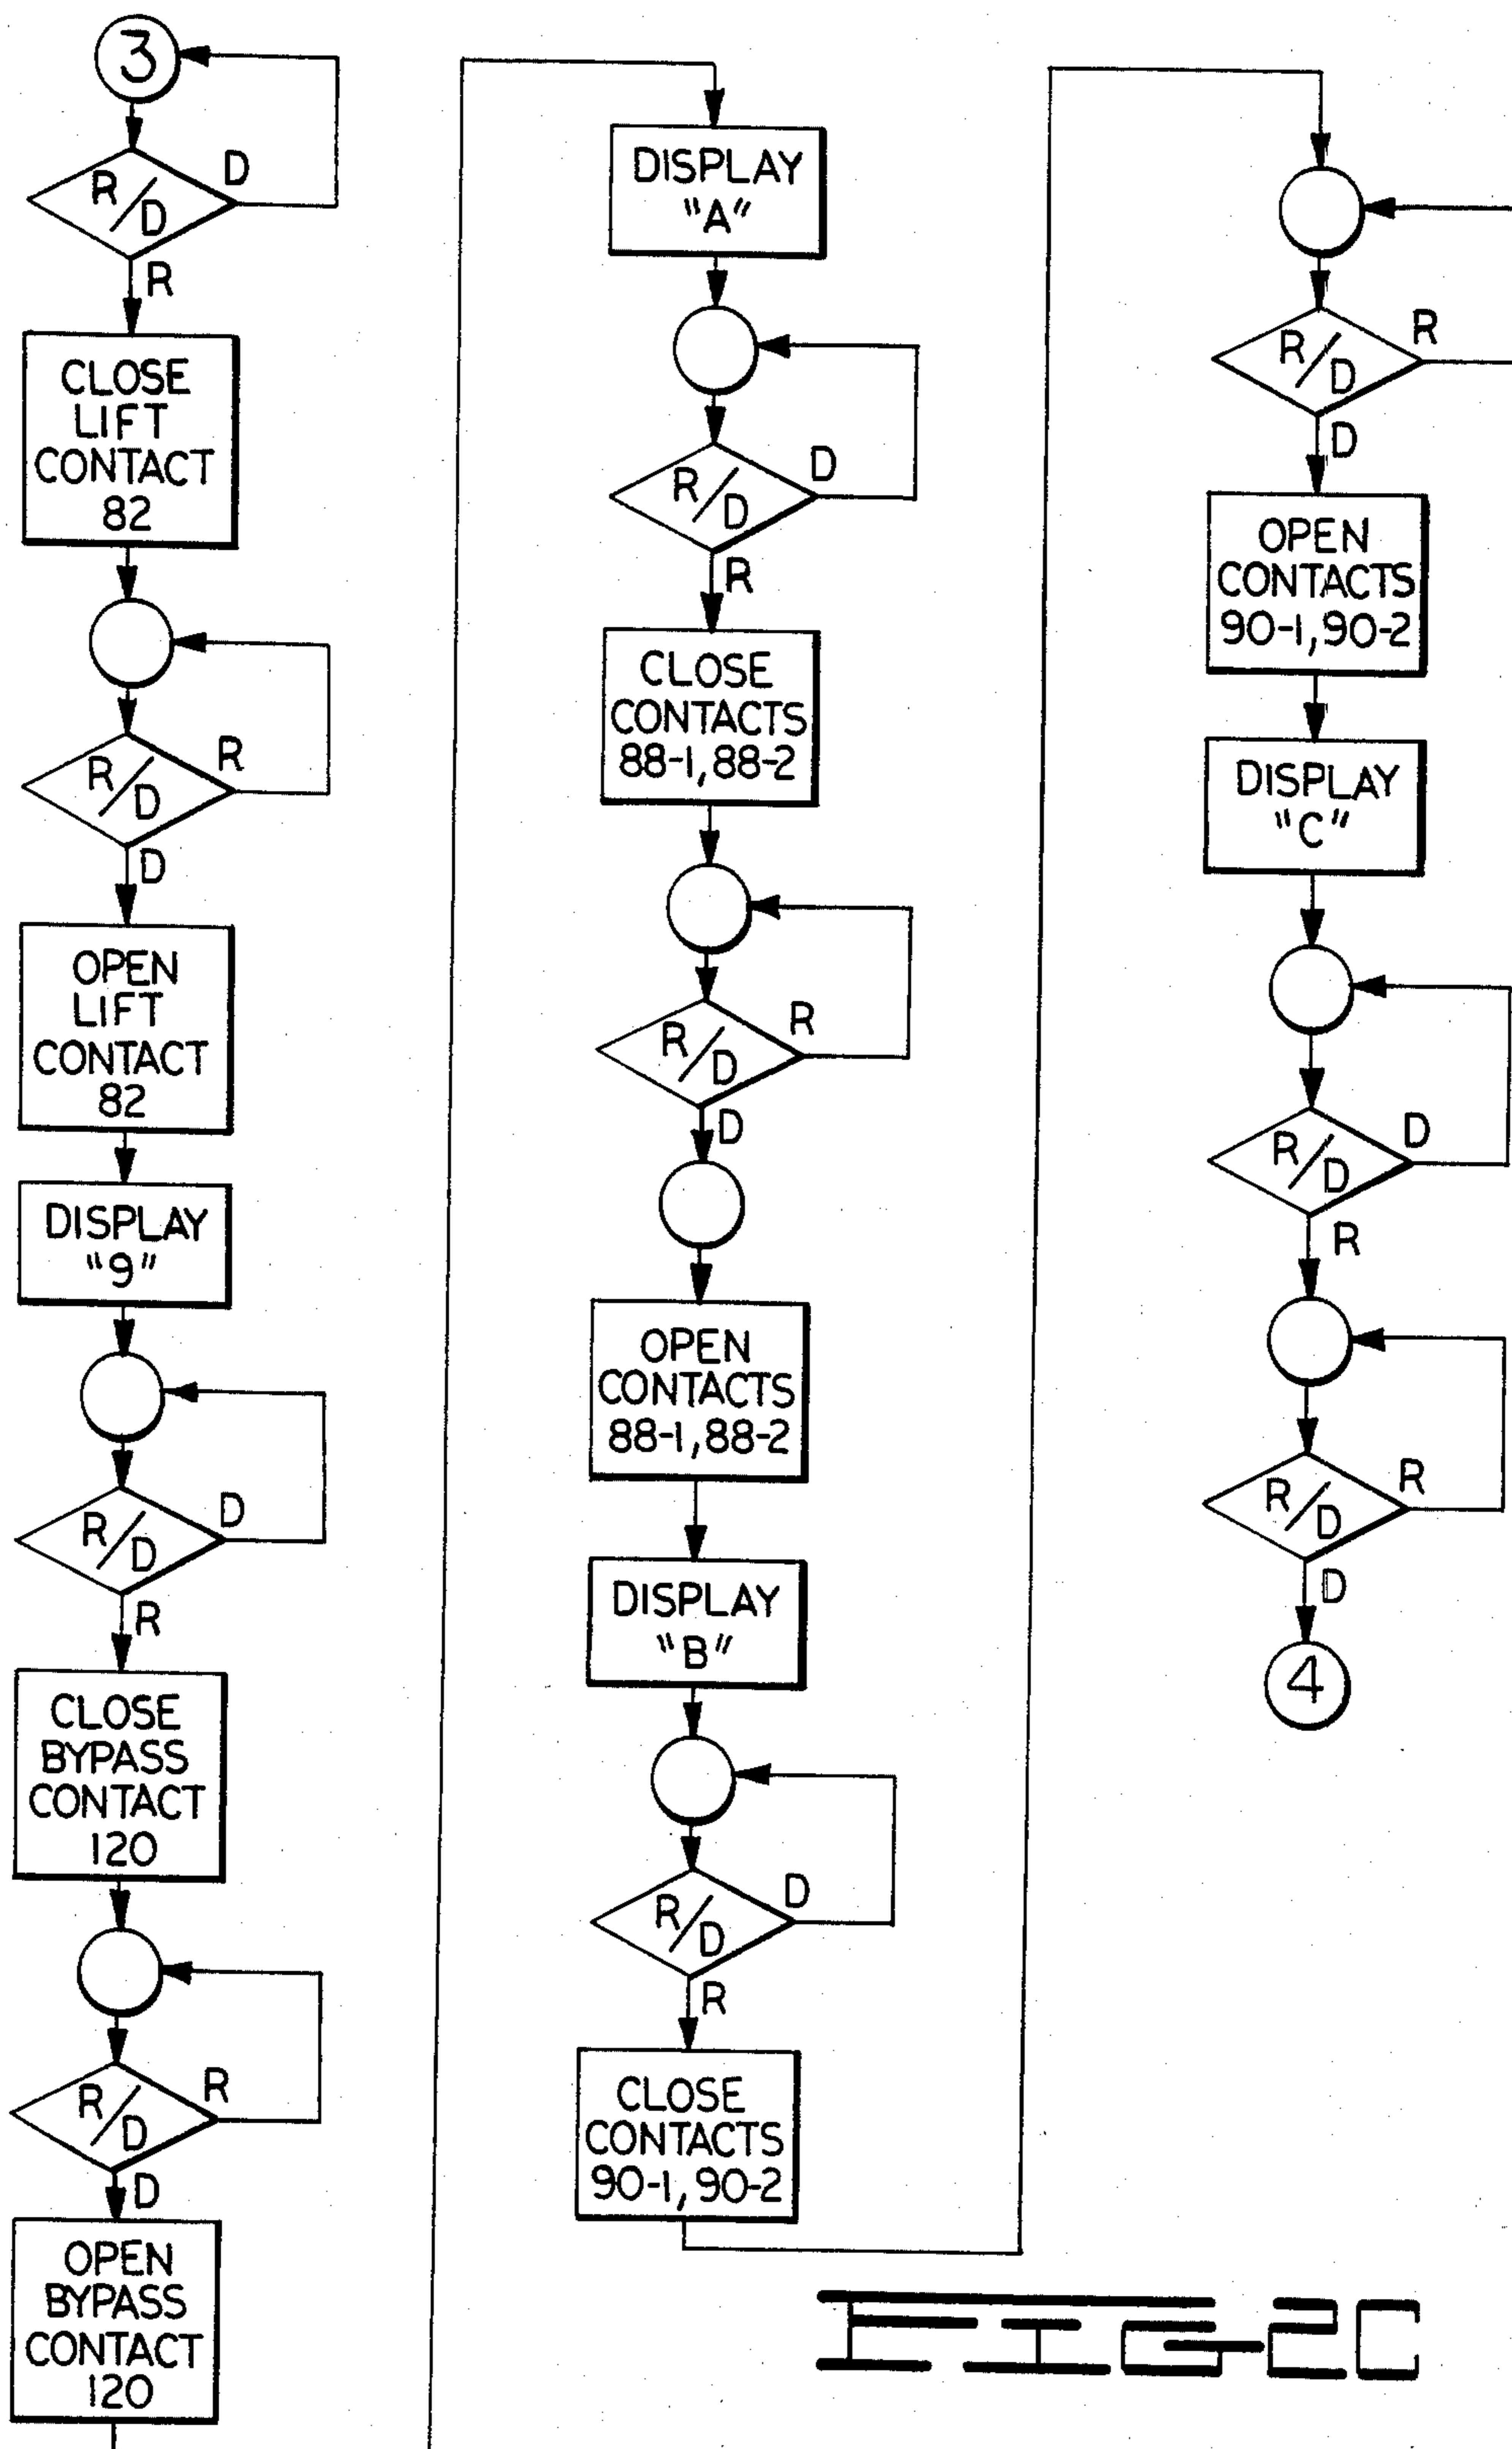 3
R/D
D
R
CLOSE
LIFT
CONTACT
82
R/D
R
D
OPEN
LIFT
CONTACT
82
DISPLAY
"9"
R/D
D
R
CLOSE
BYPASS
CONTACT
120
R/D
R
D
OPEN
BYPASS
CONTACT
120
DISPLAY
"A"
R/D
D
R
CLOSE
CONTACTS
88-1, 88-2
R/D
R
D
OPEN
CONTACTS
88-1, 88-2
DISPLAY
"B"
R/D
D
R
CLOSE
CONTACTS
90-1, 90-2
R/D
R
D
OPEN
CONTACTS
90-1, 90-2
DISPLAY
"C"
R/D
D
R
R/D
R
D
4
FIG-2C